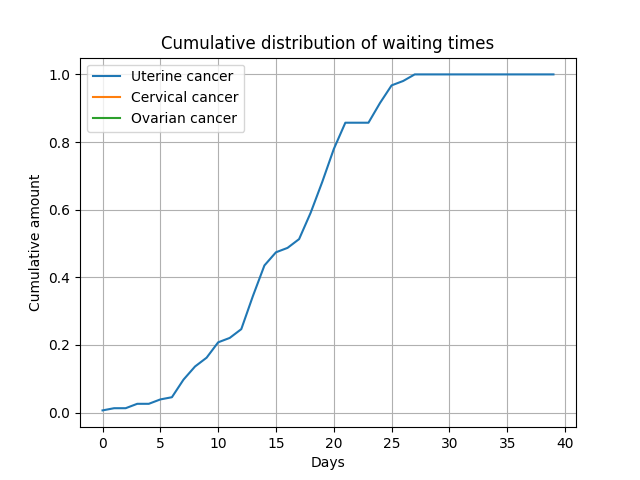 Cumulative distribution of waiting times
Uterine cancer
Cervical cancer
Ovarian cancer
1.0
0.8
0.6
0.4
0.2
0.0
Cumulative amount
0 5 10 15 20 25 30 35 40
Days